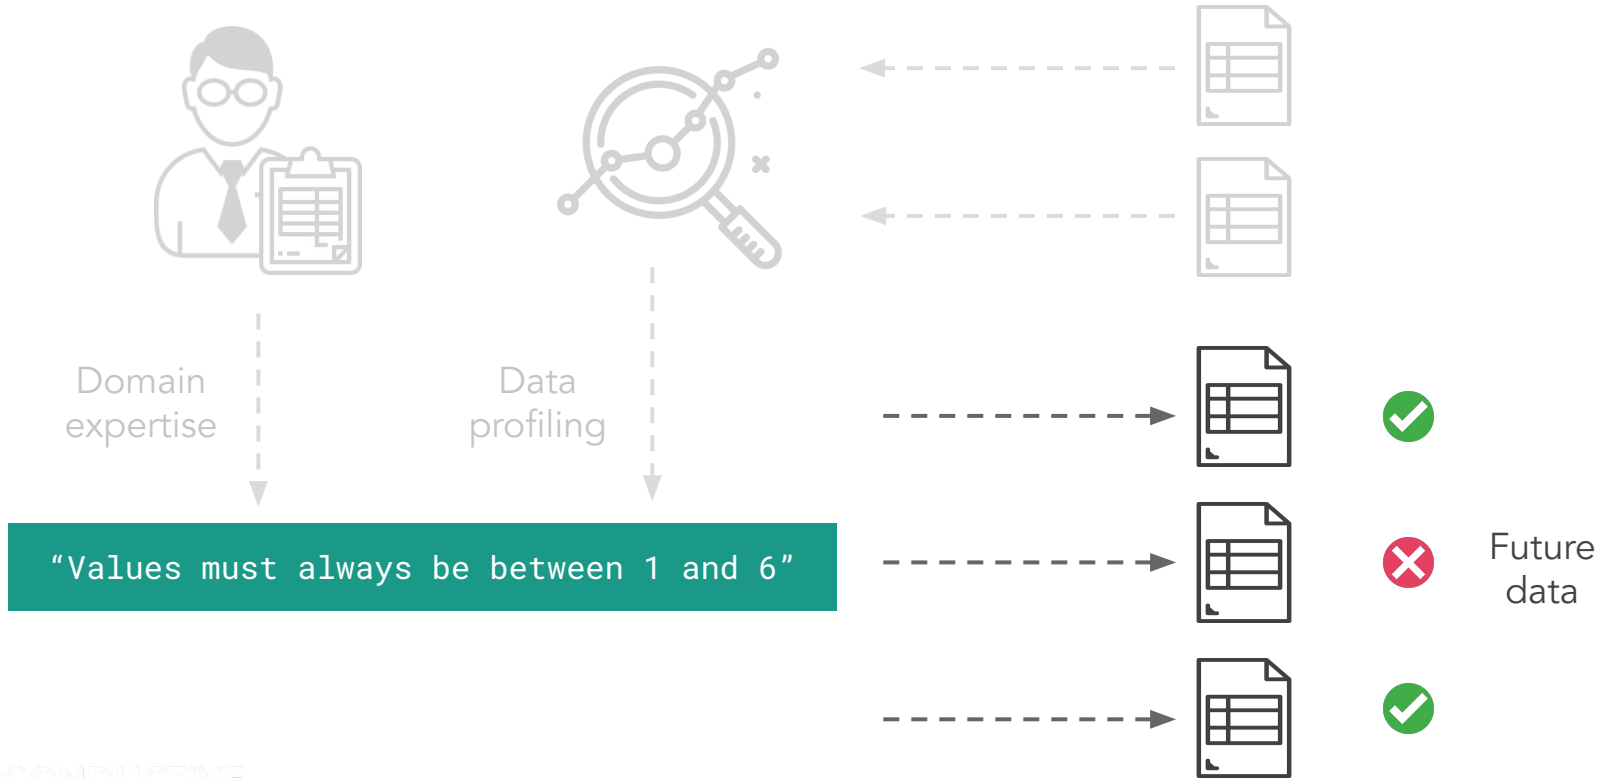 Domain
expertise
Data
profiling
“Values must always be between 1 and 6”
Future
data